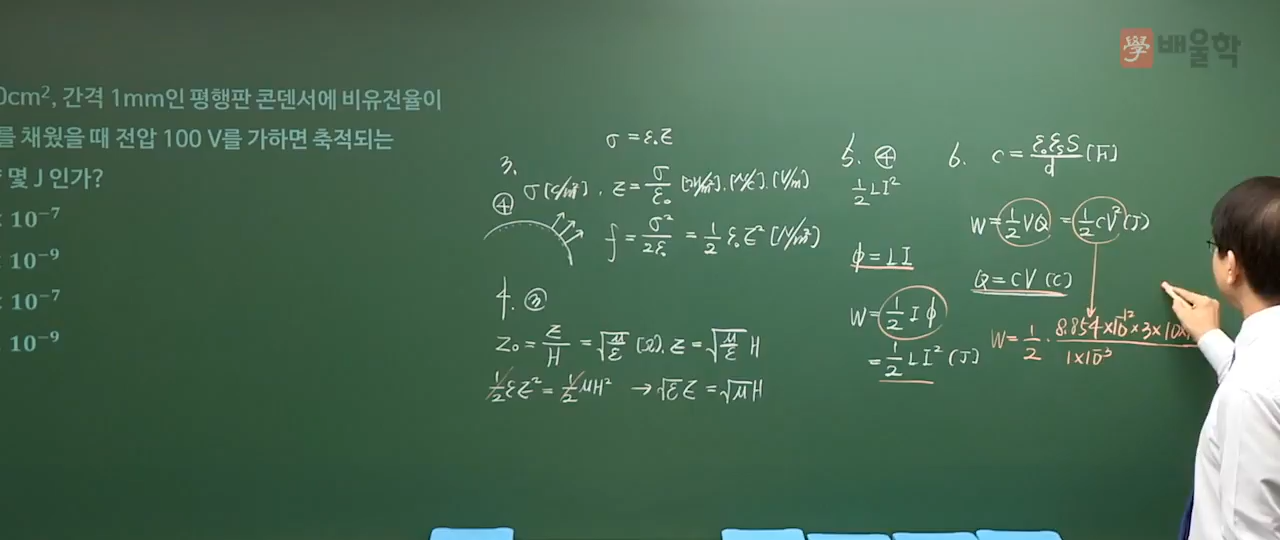 學 배울학
0cm², 간격 1mm인 평행판 콘덴서에 비유전율이
를 채웠을 때 전압 100 V를 가하면 축적되는
몇 J 인가?
× 10⁻⁷
× 10⁻⁹
× 10⁻⁷
× 10⁻⁹
σ = ε₀E
3.
④ σ [C/m²], E = σ/ε₀ [N/C], [V/m]
f = σ²/2ε₀ = 1/2 ε₀E² [N/m²]
4. ③
Z₀ = E/H = √μ/ε [Ω], E = √μ/ε H
1/2 εE² = 1/2 μH² → √ε E = √μ H
5. ④
1/2 LI²
ϕ = LI
W = 1/2 Iϕ
= 1/2 LI² (J)
6. C = ε₀εsS/d [F]
W = 1/2 VQ = 1/2 CV² (J)
Q = CV (C)
W = 1/2 · 8.854×10⁻¹² × 3 × 10× / 1×10⁻³